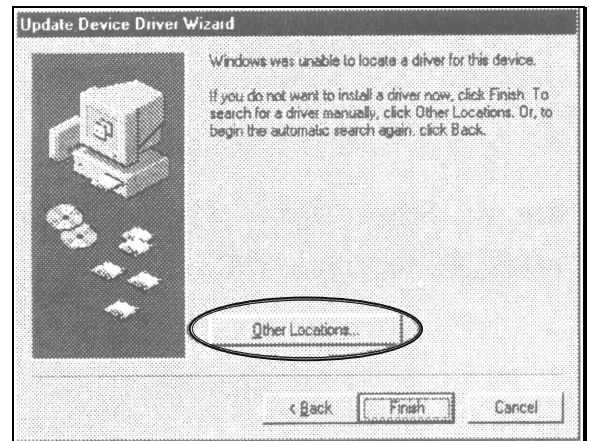 Update Device Driver Wizard
Windows was unable to locate a driver for this device.
If you do not want to install a driver now, click Finish. To
search for a driver manually, click Other Locations. Or, to
begin the automatic search again, click Back.
Other Locations...
< Back
Finish
Cancel